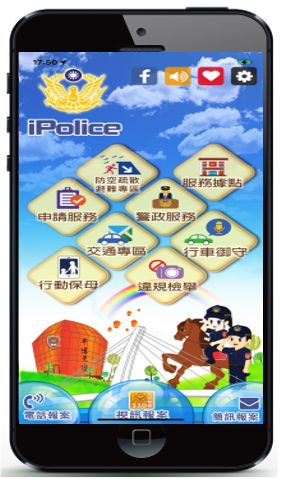 17:50
iPolice
防空疏散
避難專區
服務據點
申請服務
警政服務
交通專區
行車御守
行動保母
違規檢舉
110
電話報案
視訊報案
簡訊報案